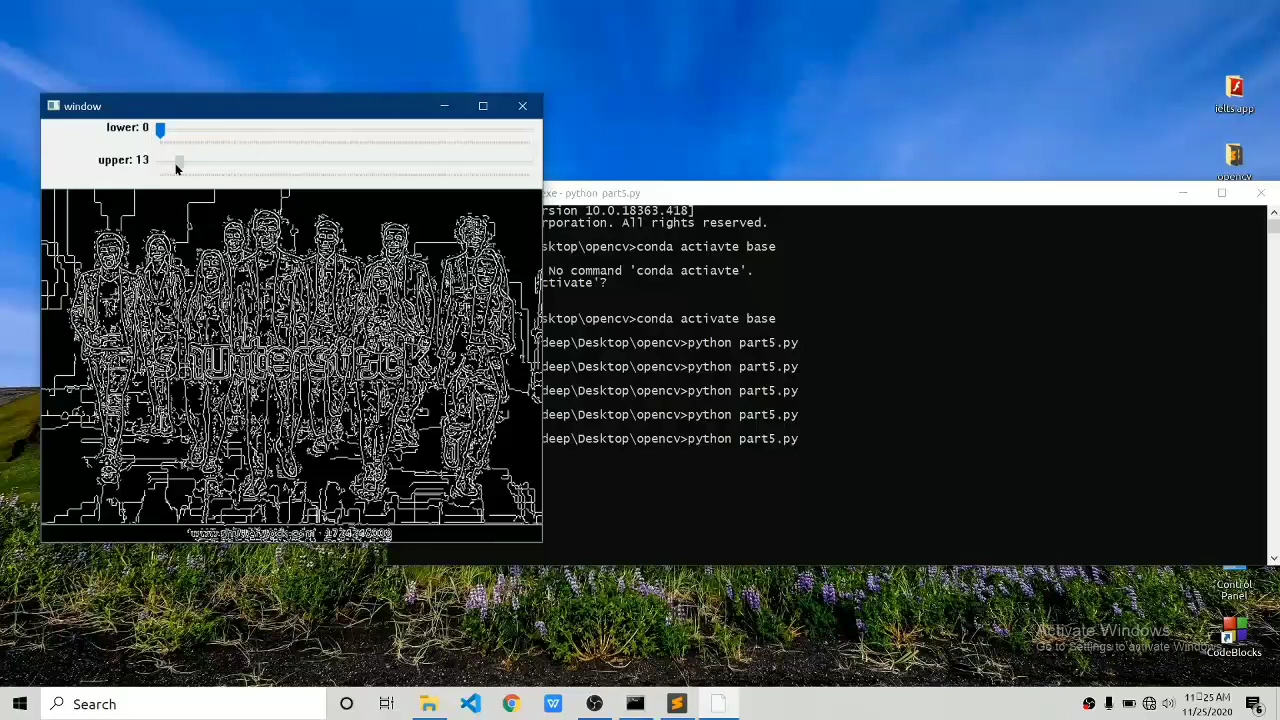 ielts app
opencv
window
lower: 0
upper: 13
exe - python part5.py
rsion 10.0.18363.418]
rporation. All rights reserved.
sktop\opencv>conda actiavte base
No command 'conda actiavte'.
ctivate'?
sktop\opencv>conda activate base
deep\Desktop\opencv>python part5.py
deep\Desktop\opencv>python part5.py
deep\Desktop\opencv>python part5.py
deep\Desktop\opencv>python part5.py
deep\Desktop\opencv>python part5.py
shutterstock
Control
Panel
Activate Windows
Go to Settings to activate Windows.
CodeBlocks
Search
11:25 AM
11/25/2020
6